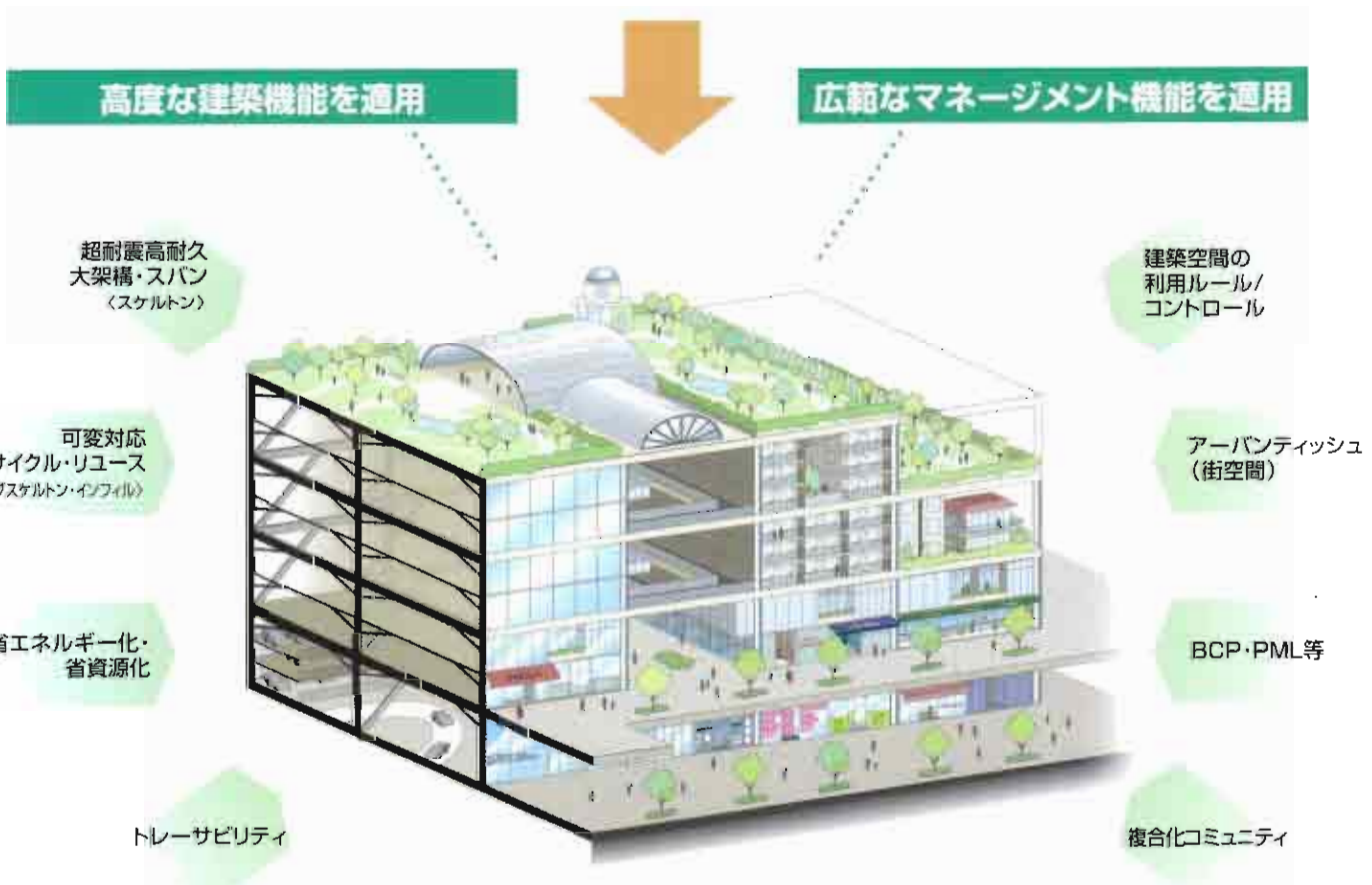 高度な建築機能を適用
広範なマネージメント機能を適用
超耐震高耐久
大架構・スパン
〈スケルトン〉
可変対応
サイクル・リユース
ブスケルトン・インフィル〉
省エネルギー化・
省資源化
トレーサビリティ
建築空間の
利用ルール/
コントロール
アーバンティッシュ
(街空間)
BCP・PML等
複合化コミュニティ